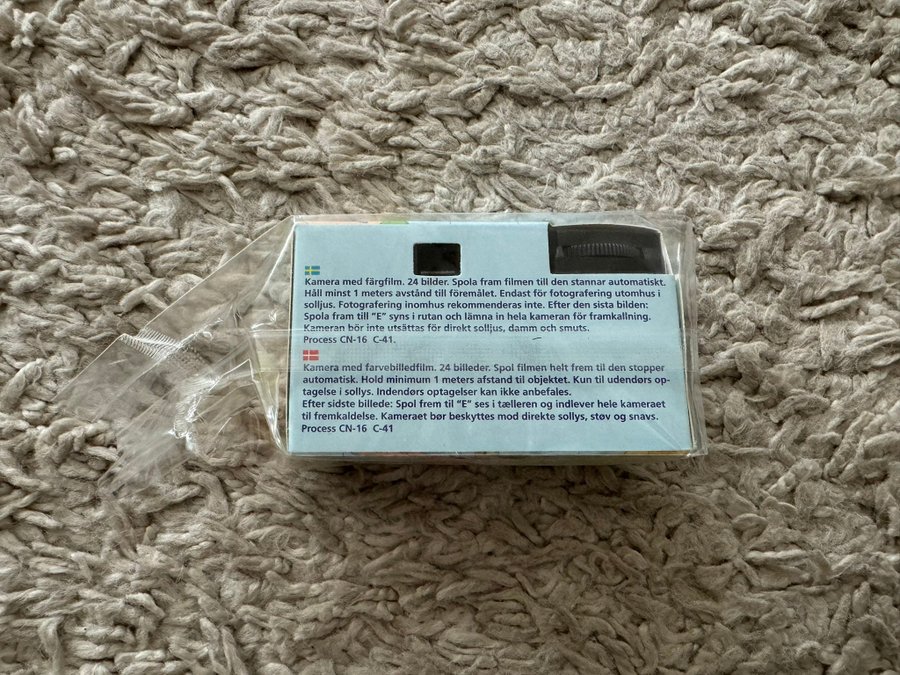 Kamera med färgfilm. 24 bilder. Spola fram filmen till den stannar automatiskt.
Håll minst 1 meters avstånd till föremålet. Endast för fotografering utomhus i
solljus. Fotografering inomhus rekommenderas inte. Efter den sista bilden:
Spola fram till "E" syns i rutan och lämna in hela kameran för framkallning.
Kameran bör inte utsättas för direkt solljus, damm och smuts.
Process CN-16 C-41.
Kamera med farvebilledfilm. 24 billeder. Spol filmen helt frem til den stopper
automatisk. Hold minimum 1 meters afstand til objektet. Kun til udendørs op-
tagelse i sollys. Indendørs optagelser kan ikke anbefales.
Efter sidste billede: Spol frem til "E" ses i tælleren og indlever hele kameraet
til fremkaldelse. Kameraet bør beskyttes mod direkte sollys, støv og snavs.
Process CN-16 C-41